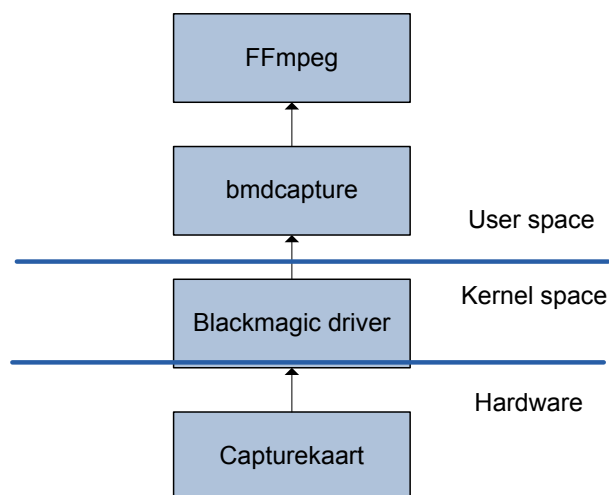 FFmpeg
bmdcapture
User space
Kernel space
Blackmagic driver
Hardware
Capturekaart